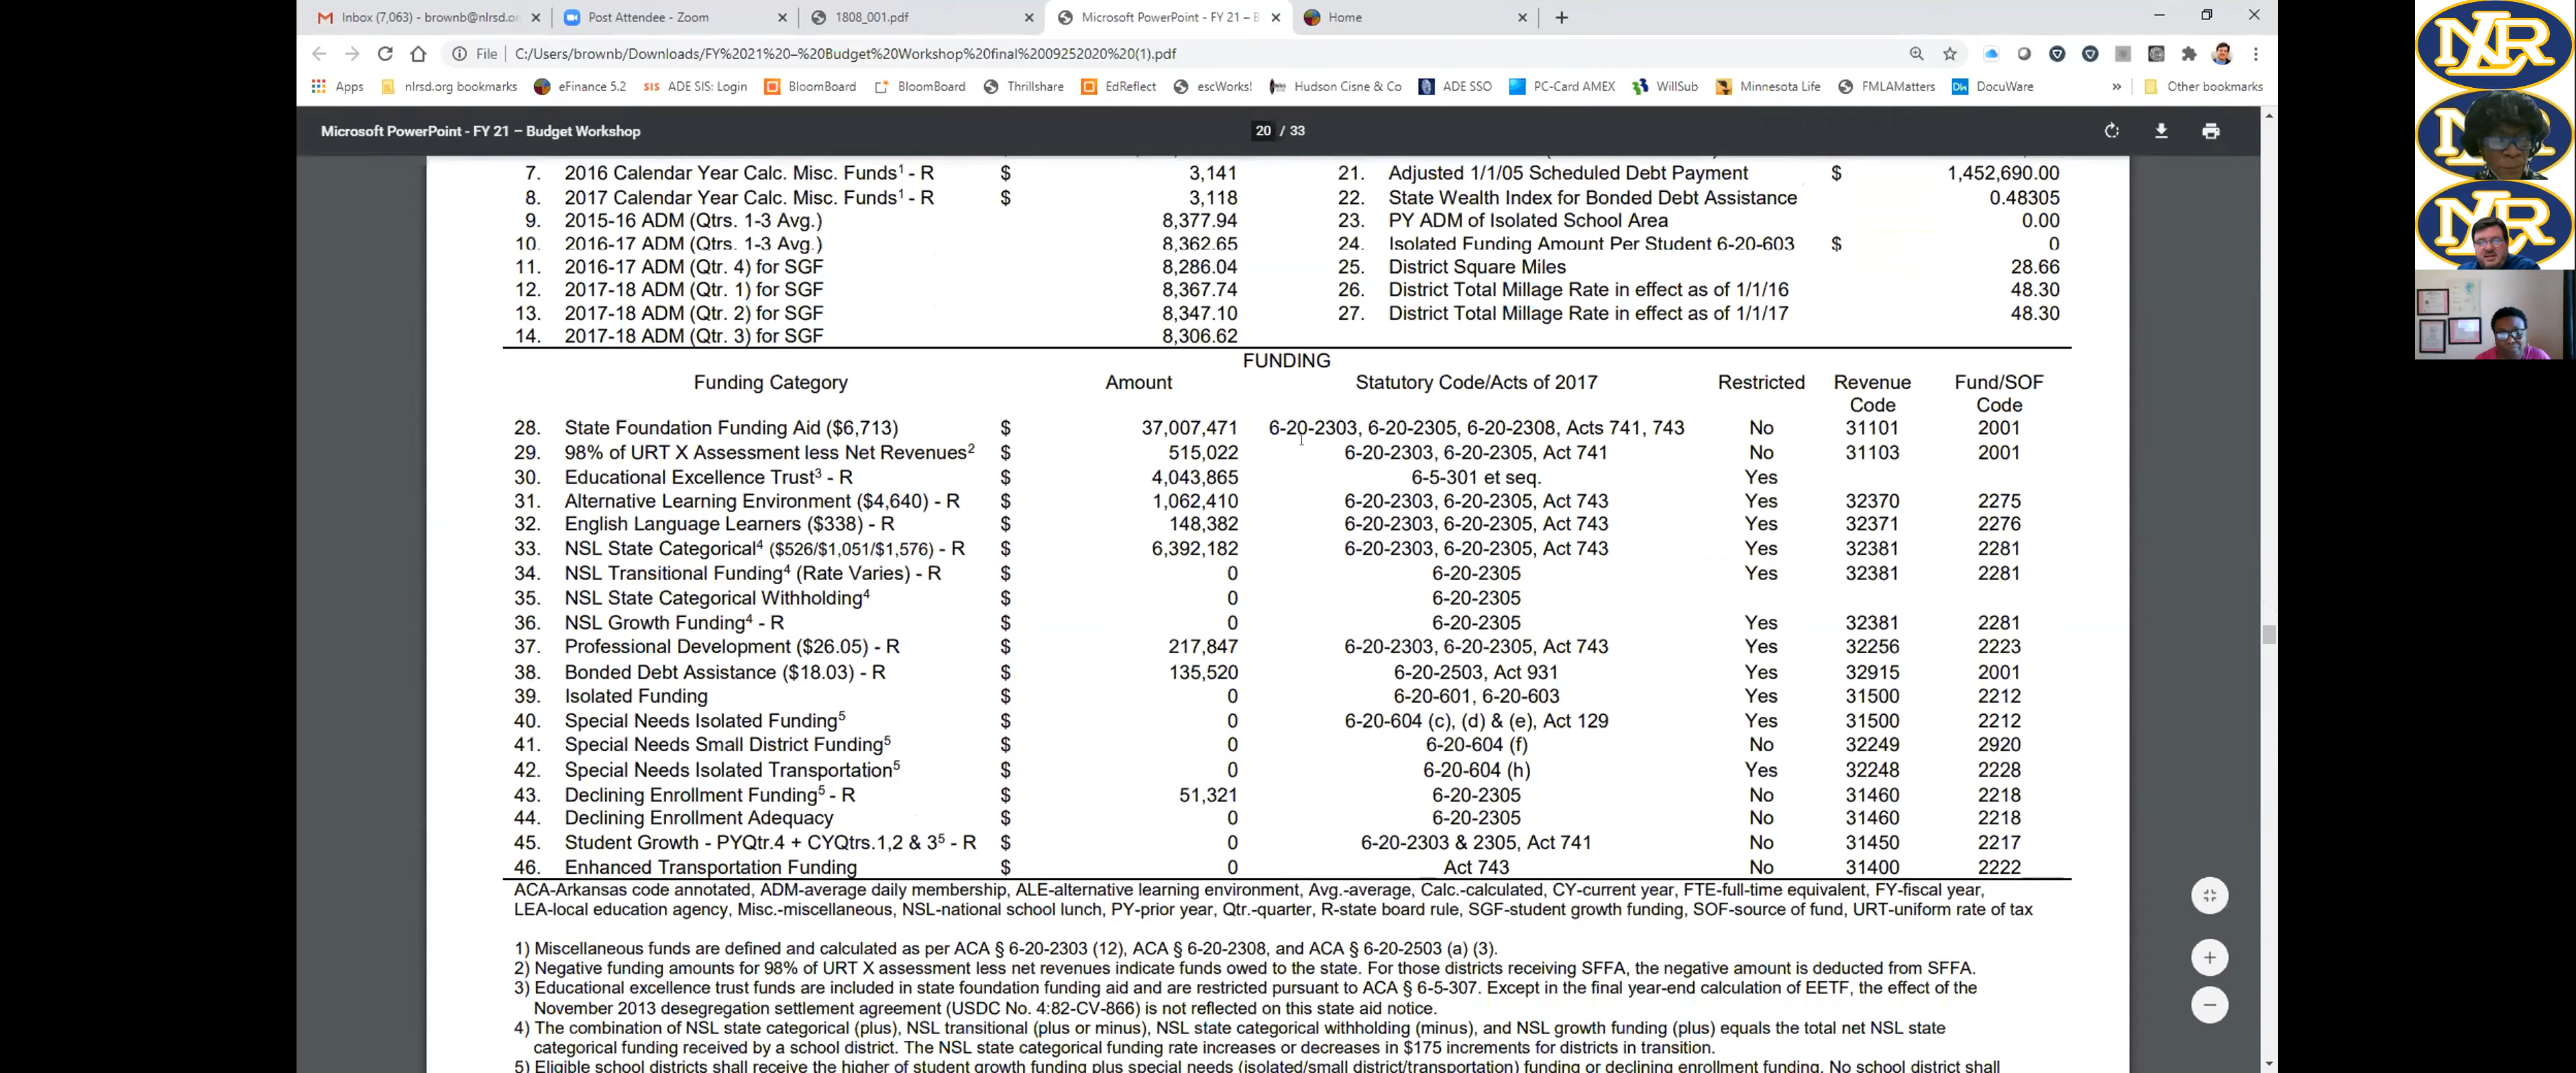 Inbox (7,063) - brownb@nlrsd.or
Post Attendee - Zoom
1808_001.pdf
Microsoft PowerPoint - FY 21 – B
Home
File
C:/Users/brownb/Downloads/FY%2021%20–%20Budget%20Workshop%20final%2009252020%20(1).pdf
Apps
nlrsd.org bookmarks
eFinance 5.2
SIS ADE SIS: Login
BloomBoard
BloomBoard
Thrillshare
EdReflect
escWorks!
Hudson Cisne & Co
ADE SSO
PC-Card AMEX
WillSub
Minnesota Life
FMLAMatters
DocuWare
Other bookmarks
Microsoft PowerPoint - FY 21 – Budget Workshop
20 / 33
7. 2016 Calendar Year Calc. Misc. Funds¹ - R $ 3,141 21. Adjusted 1/1/05 Scheduled Debt Payment $ 1,452,690.00
8. 2017 Calendar Year Calc. Misc. Funds¹ - R $ 3,118 22. State Wealth Index for Bonded Debt Assistance 0.48305
9. 2015-16 ADM (Qtrs. 1-3 Avg.) 8,377.94 23. PY ADM of Isolated School Area 0.00
10. 2016-17 ADM (Qtrs. 1-3 Avg.) 8,362.65 24. Isolated Funding Amount Per Student 6-20-603 $ 0
11. 2016-17 ADM (Qtr. 4) for SGF 8,286.04 25. District Square Miles 28.66
12. 2017-18 ADM (Qtr. 1) for SGF 8,367.74 26. District Total Millage Rate in effect as of 1/1/16 48.30
13. 2017-18 ADM (Qtr. 2) for SGF 8,347.10 27. District Total Millage Rate in effect as of 1/1/17 48.30
14. 2017-18 ADM (Qtr. 3) for SGF 8,306.62
FUNDING
Funding Category Amount Statutory Code/Acts of 2017 Restricted Revenue Fund/SOF
Code Code
28. State Foundation Funding Aid ($6,713) $ 37,007,471 6-20-2303, 6-20-2305, 6-20-2308, Acts 741, 743 No 31101 2001
29. 98% of URT X Assessment less Net Revenues² $ 515,022 6-20-2303, 6-20-2305, Act 741 No 31103 2001
30. Educational Excellence Trust³ - R $ 4,043,865 6-5-301 et seq. Yes
31. Alternative Learning Environment ($4,640) - R $ 1,062,410 6-20-2303, 6-20-2305, Act 743 Yes 32370 2275
32. English Language Learners ($338) - R $ 148,382 6-20-2303, 6-20-2305, Act 743 Yes 32371 2276
33. NSL State Categorical⁴ ($526/$1,051/$1,576) - R $ 6,392,182 6-20-2303, 6-20-2305, Act 743 Yes 32381 2281
34. NSL Transitional Funding⁴ (Rate Varies) - R $ 0 6-20-2305 Yes 32381 2281
35. NSL State Categorical Withholding⁴ $ 0 6-20-2305
36. NSL Growth Funding⁴ - R $ 0 6-20-2305 Yes 32381 2281
37. Professional Development ($26.05) - R $ 217,847 6-20-2303, 6-20-2305, Act 743 Yes 32256 2223
38. Bonded Debt Assistance ($18.03) - R $ 135,520 6-20-2503, Act 931 Yes 32915 2001
39. Isolated Funding $ 0 6-20-601, 6-20-603 Yes 31500 2212
40. Special Needs Isolated Funding⁵ $ 0 6-20-604 (c), (d) & (e), Act 129 Yes 31500 2212
41. Special Needs Small District Funding⁵ $ 0 6-20-604 (f) No 32249 2920
42. Special Needs Isolated Transportation⁵ $ 0 6-20-604 (h) Yes 32248 2228
43. Declining Enrollment Funding⁵ - R $ 51,321 6-20-2305 No 31460 2218
44. Declining Enrollment Adequacy $ 0 6-20-2305 No 31460 2218
45. Student Growth - PYQtr.4 + CYQtrs.1,2 & 3⁵ - R $ 0 6-20-2303 & 2305, Act 741 No 31450 2217
46. Enhanced Transportation Funding $ 0 Act 743 No 31400 2222
ACA-Arkansas code annotated, ADM-average daily membership, ALE-alternative learning environment, Avg.-average, Calc.-calculated, CY-current year, FTE-full-time equivalent, FY-fiscal year,
LEA-local education agency, Misc.-miscellaneous, NSL-national school lunch, PY-prior year, Qtr.-quarter, R-state board rule, SGF-student growth funding, SOF-source of fund, URT-uniform rate of tax
1) Miscellaneous funds are defined and calculated as per ACA § 6-20-2303 (12), ACA § 6-20-2308, and ACA § 6-20-2503 (a) (3).
2) Negative funding amounts for 98% of URT X assessment less net revenues indicate funds owed to the state. For those districts receiving SFFA, the negative amount is deducted from SFFA.
3) Educational excellence trust funds are included in state foundation funding aid and are restricted pursuant to ACA § 6-5-307. Except in the final year-end calculation of EETF, the effect of the
November 2013 desegregation settlement agreement (USDC No. 4:82-CV-866) is not reflected on this state aid notice.
4) The combination of NSL state categorical (plus), NSL transitional (plus or minus), NSL state categorical withholding (minus), and NSL growth funding (plus) equals the total net NSL state
categorical funding received by a school district. The NSL state categorical funding rate increases or decreases in $175 increments for districts in transition.
5) Eligible school districts shall receive the higher of student growth funding plus special needs (isolated/small district/transportation) funding or declining enrollment funding. No school district shall
NLR
NLR
NLR